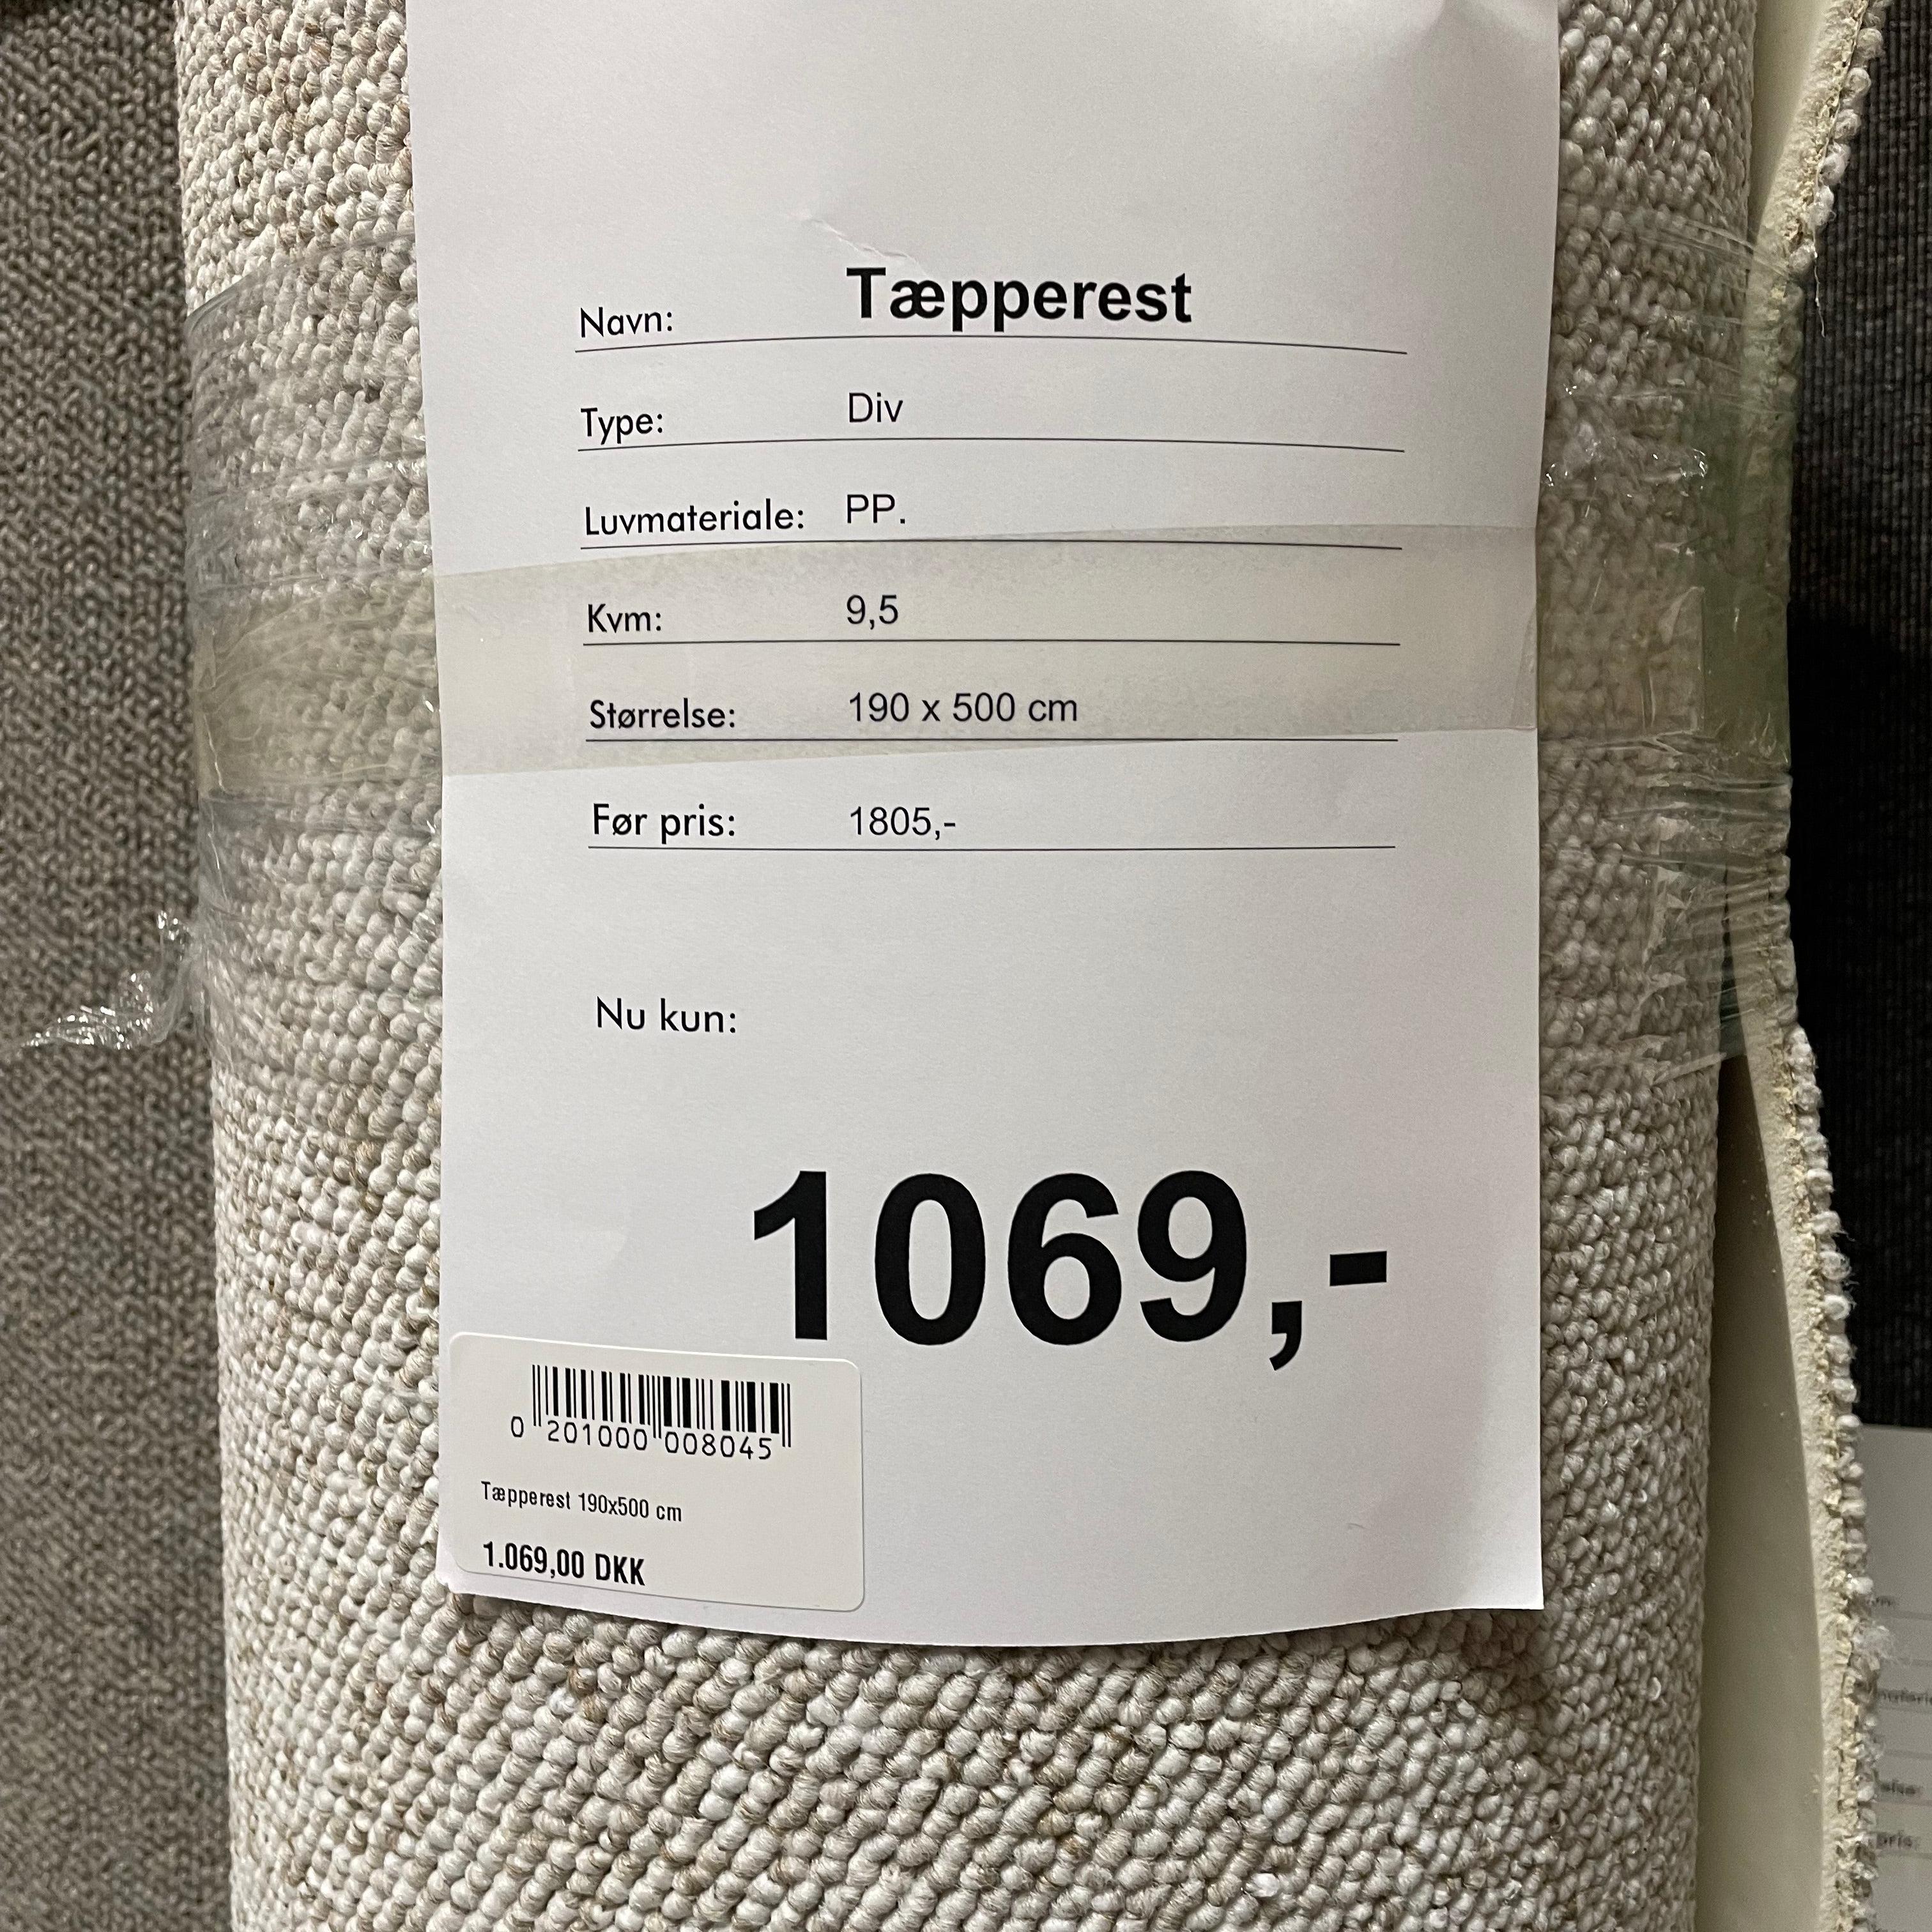 Navn: Tæpperest
Type: Div
Luvmateriale: PP.
Kvm: 9,5
Størrelse: 190 x 500 cm
Før pris: 1805,-
Nu kun:
1069,-
0 201000 008045
Tæpperest 190x500 cm
1.069,00 DKK